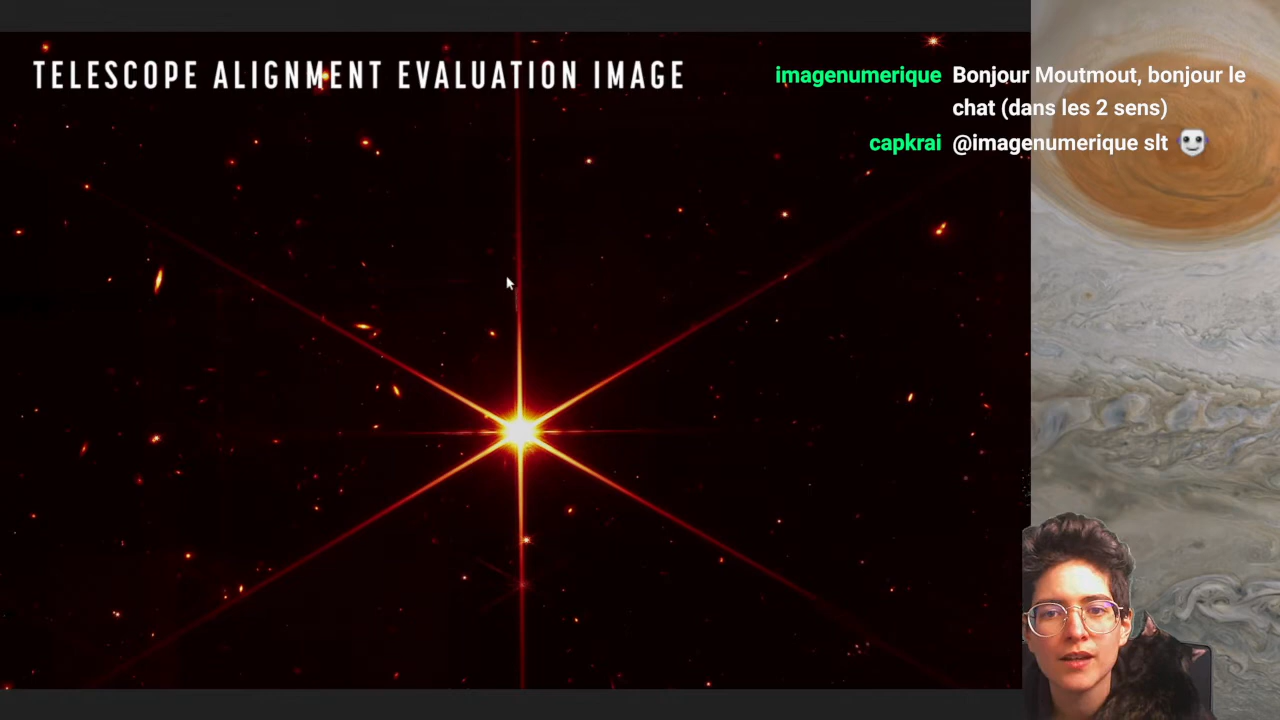 TELESCOPE ALIGNMENT EVALUATION IMAGE
imagenumerique Bonjour Moutmout, bonjour le
chat (dans les 2 sens)
capkrai @imagenumerique slt